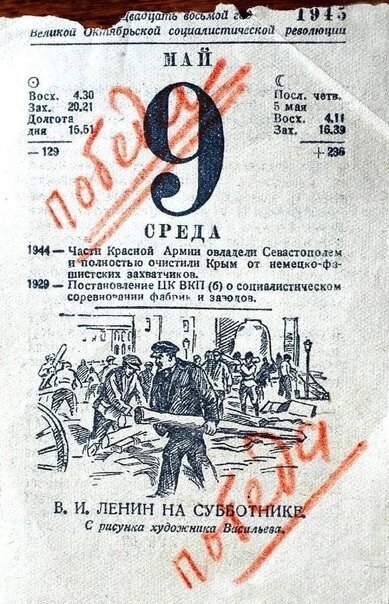 Двадцать восьмой год 1945
Великой Октябрьской социалистической революции
МАЙ
Восх. 4.30
Зах. 20.21
Долгота
дня 15.51
— 129
9
Посл. четв.
5 мая
Восх. 4.11
Зах. 16.39
+ 236
победа
СРЕДА
1944 — Части Красной Армии овладели Севастополем
и полностью очистили Крым от немецко-фа-
шистских захватчиков.
1929 — Постановление ЦК ВКП (б) о социалистическом
соревновании фабрик и заводов.
В. И. ЛЕНИН НА СУББОТНИКЕ.
С рисунка художника Васильева.
победа